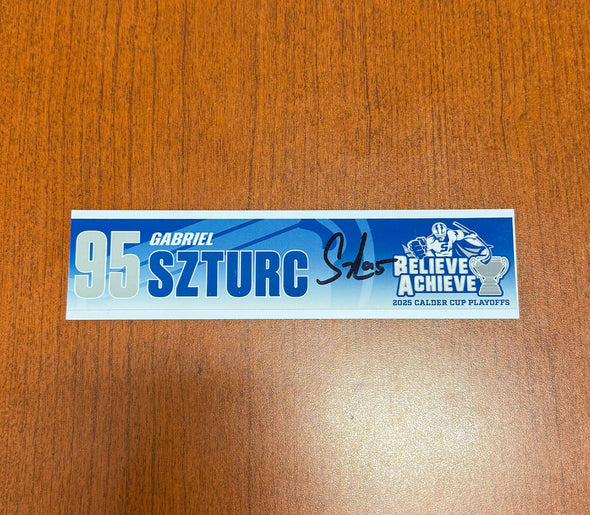 95
GABRIEL
SZTURC
BELIEVE
ACHIEVE
2025 CALDER CUP PLAYOFFS